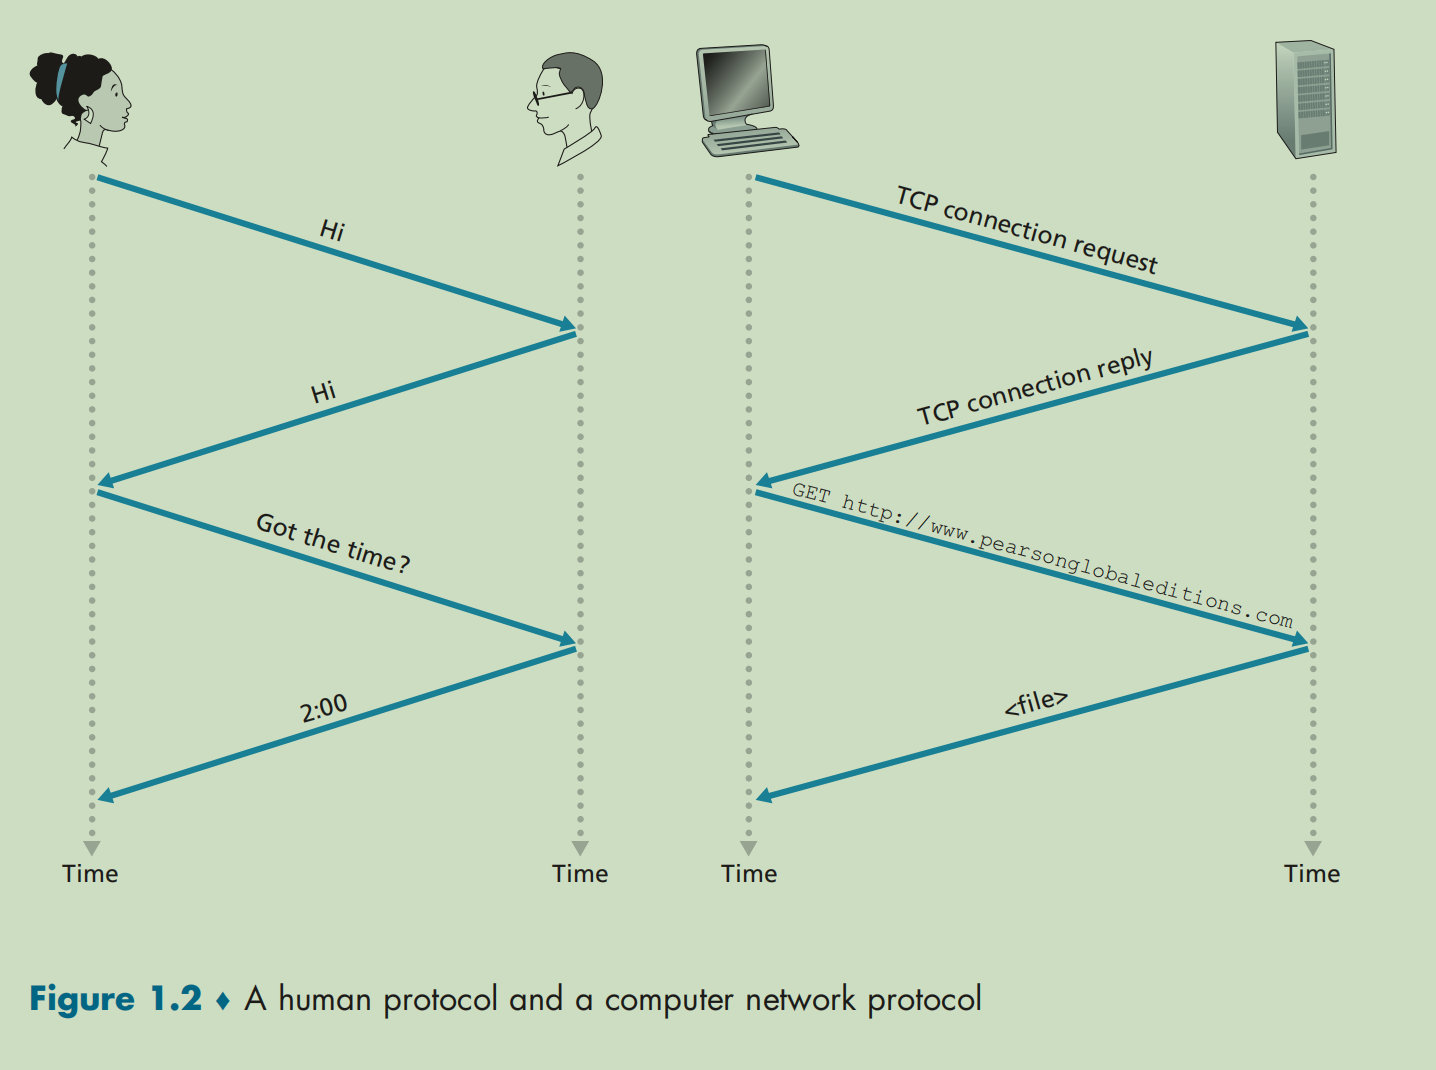 Hi
Hi
Got the time?
2:00
Time
Time
TCP connection request
TCP connection reply
GET http://www.pearsonglobaleditions.com
<file>
Time
Time
Figure 1.2 ♦ A human protocol and a computer network protocol